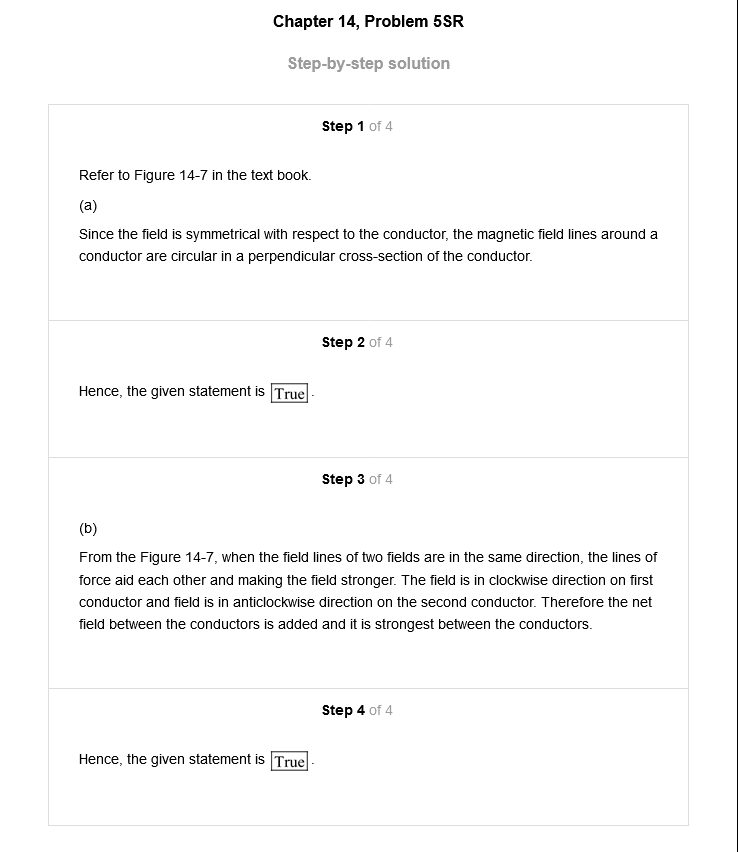 Chapter 14, Problem 5SR
Step-by-step solution
Step 1 of 4
Refer to Figure 14-7 in the text book.
(a)
Since the field is symmetrical with respect to the conductor, the magnetic field lines around a
conductor are circular in a perpendicular cross-section of the conductor.
Step 2 of 4
Hence, the given statement is True.
Step 3 of 4
(b)
From the Figure 14-7, when the field lines of two fields are in the same direction, the lines of
force aid each other and making the field stronger. The field is in clockwise direction on first
conductor and field is in anticlockwise direction on the second conductor. Therefore the net
field between the conductors is added and it is strongest between the conductors.
Step 4 of 4
Hence, the given statement is True.